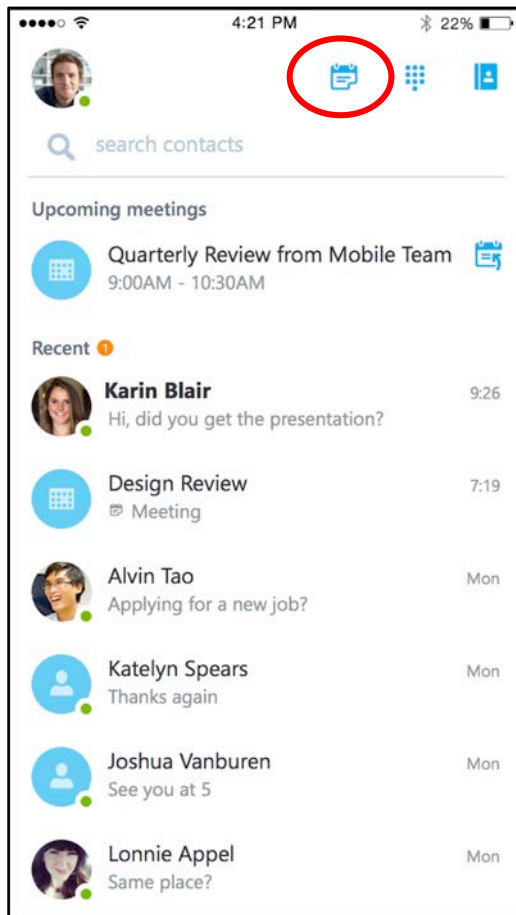 4:21 PM 22%
search contacts
Upcoming meetings
Quarterly Review from Mobile Team
9:00AM - 10:30AM
Recent 1
Karin Blair 9:26
Hi, did you get the presentation?
Design Review 7:19
Meeting
Alvin Tao Mon
Applying for a new job?
Katelyn Spears Mon
Thanks again
Joshua Vanburen Mon
See you at 5
Lonnie Appel Mon
Same place?